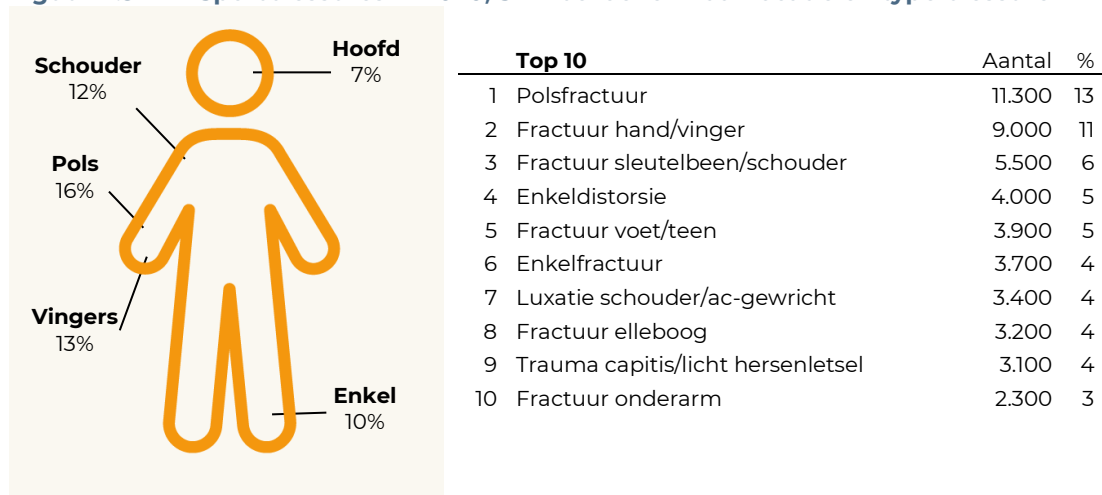 Hoofd
7%
Schouder
12%
Pols
16%
Vingers
13%
Enkel
10%
Top 10 Aantal %
1 Polsfractuur 11.300 13
2 Fractuur hand/vinger 9.000 11
3 Fractuur sleutelbeen/schouder 5.500 6
4 Enkeldistorsie 4.000 5
5 Fractuur voet/teen 3.900 5
6 Enkelfractuur 3.700 4
7 Luxatie schouder/ac-gewricht 3.400 4
8 Fractuur elleboog 3.200 4
9 Trauma capitis/licht hersenletsel 3.100 4
10 Fractuur onderarm 2.300 3